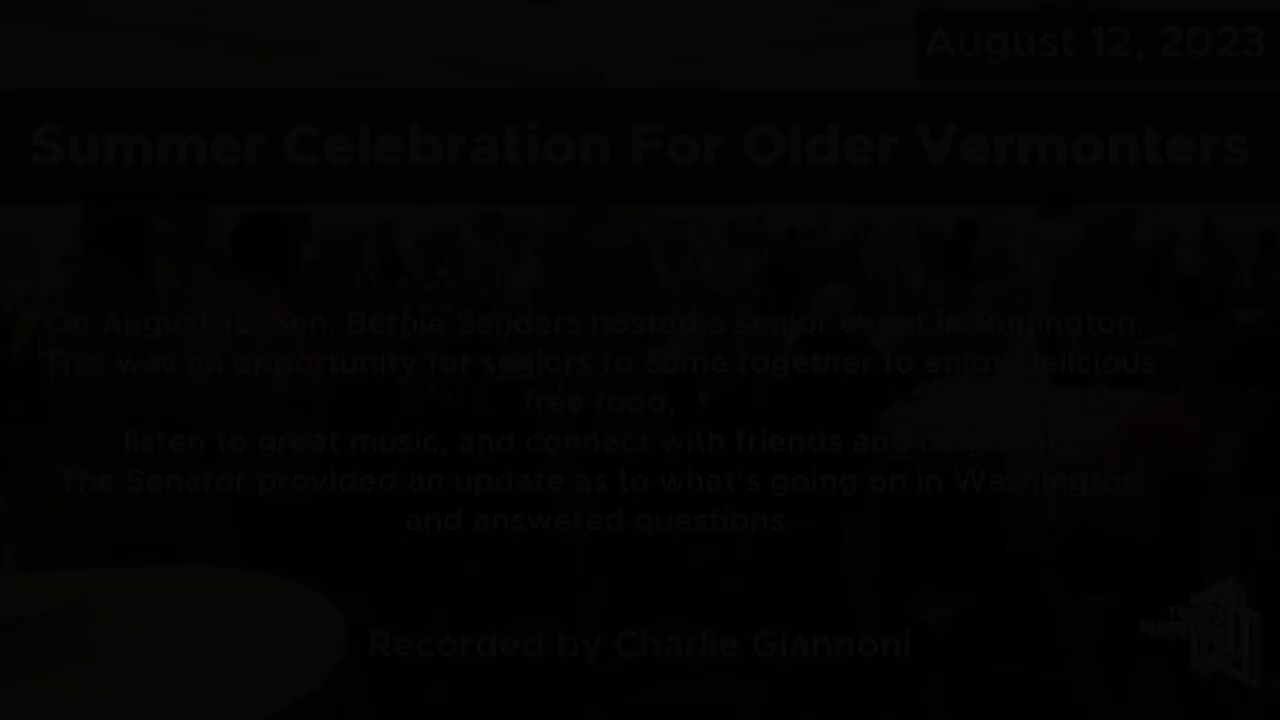 August 12, 2023
Summer Celebration For Older Vermonters
On August 12, Sen. Bernie Sanders hosted a senior event in Burlington.
This was an opportunity for seniors to come together to enjoy delicious
free food,
listen to great music, and connect with friends and neighbors.
The Senator provided an update as to what's going on in Washington
and answered questions.
Recorded by Charlie Giannoni
TOWN
MEETING